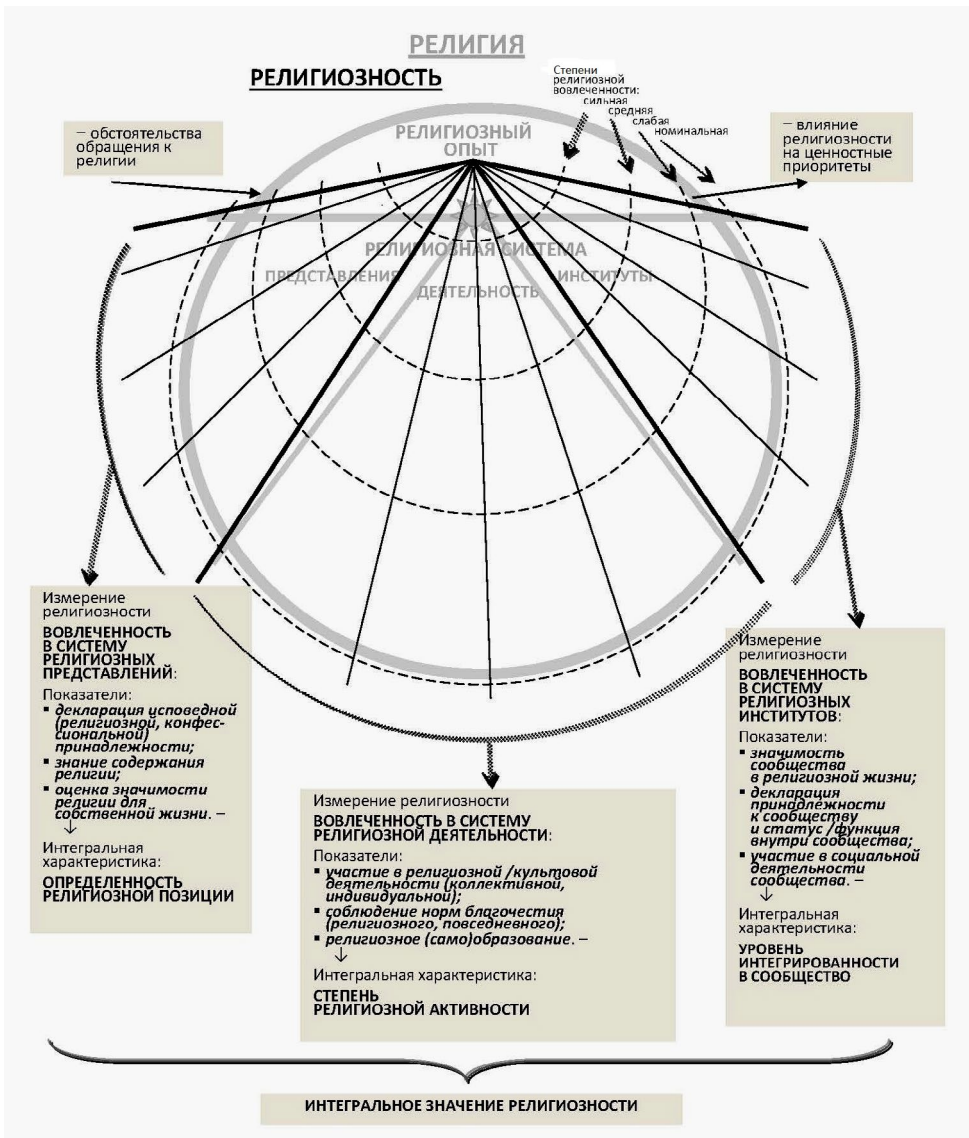 РЕЛИГИЯ
РЕЛИГИОЗНОСТЬ
Степени
религиозной
вовлеченности:
сильная
средняя
слабая
номинальная
– обстоятельства
обращения к
религии
РЕЛИГИОЗНЫЙ
ОПЫТ
– влияние
религиозности
на ценностные
приоритеты
РЕЛИГИОЗНАЯ СИСТЕМА
ПРЕДСТАВЛЕНИЯ
ИНСТИТУТЫ
ДЕЯТЕЛЬНОСТЬ
Измерение
религиозности
ВОВЛЕЧЕННОСТЬ
В СИСТЕМУ
РЕЛИГИОЗНЫХ
ПРЕДСТАВЛЕНИЙ:
Показатели:
▪ декларация исповедной
(религиозной, конфес-
сиональной)
принадлежности;
▪ знание содержания
религии;
▪ оценка значимости
религии для
собственной жизни. –
↓
Интегральная
характеристика:
ОПРЕДЕЛЕННОСТЬ
РЕЛИГИОЗНОЙ ПОЗИЦИИ
Измерение религиозности
ВОВЛЕЧЕННОСТЬ В СИСТЕМУ
РЕЛИГИОЗНОЙ ДЕЯТЕЛЬНОСТИ:
Показатели:
▪ участие в религиозной /культовой
деятельности (коллективной,
индивидуальной);
▪ соблюдение норм благочестия
(религиозного, повседневного);
▪ религиозное (само)образование. –
↓
Интегральная характеристика:
СТЕПЕНЬ
РЕЛИГИОЗНОЙ АКТИВНОСТИ
Измерение
религиозности
ВОВЛЕЧЕННОСТЬ
В СИСТЕМУ
РЕЛИГИОЗНЫХ
ИНСТИТУТОВ:
Показатели:
▪ значимость
сообщества
в религиозной жизни;
▪ декларация
принадлежности
к сообществу
и статус /функция
внутри сообщества;
▪ участие в социальной
деятельности
сообщества. –
↓
Интегральная
характеристика:
УРОВЕНЬ
ИНТЕГРИРОВАННОСТИ
В СООБЩЕСТВО
ИНТЕГРАЛЬНОЕ ЗНАЧЕНИЕ РЕЛИГИОЗНОСТИ